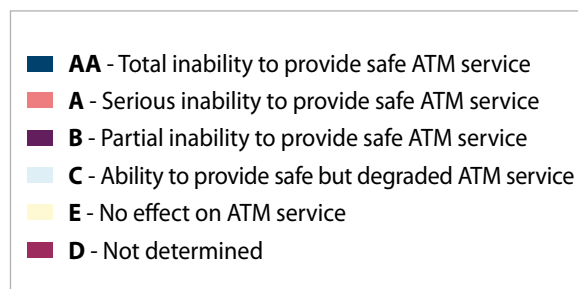 AA - Total inability to provide safe ATM service
A - Serious inability to provide safe ATM service
B - Partial inability to provide safe ATM service
C - Ability to provide safe but degraded ATM service
E - No effect on ATM service
D - Not determined